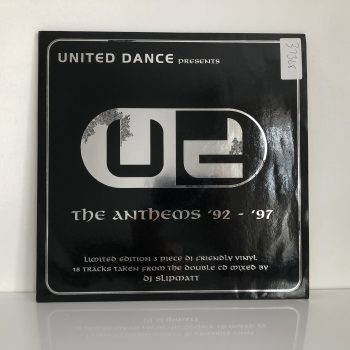 UNITED DANCE PRESENTS
U2
THE ANTHEMS '92 - '97
LIMITED EDITION 3 PIECE DJ FRIENDLY VINYL
18 TRACKS TAKEN FROM THE DOUBLE CD MIXED BY
DJ SLIPMATT